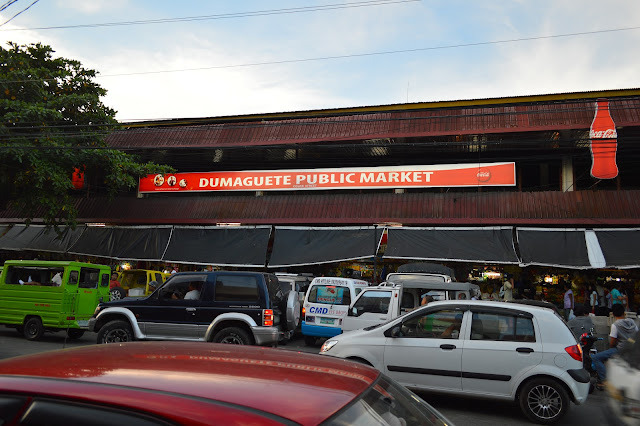 DUMAGUETE PUBLIC MARKET
Coca-Cola
CMD